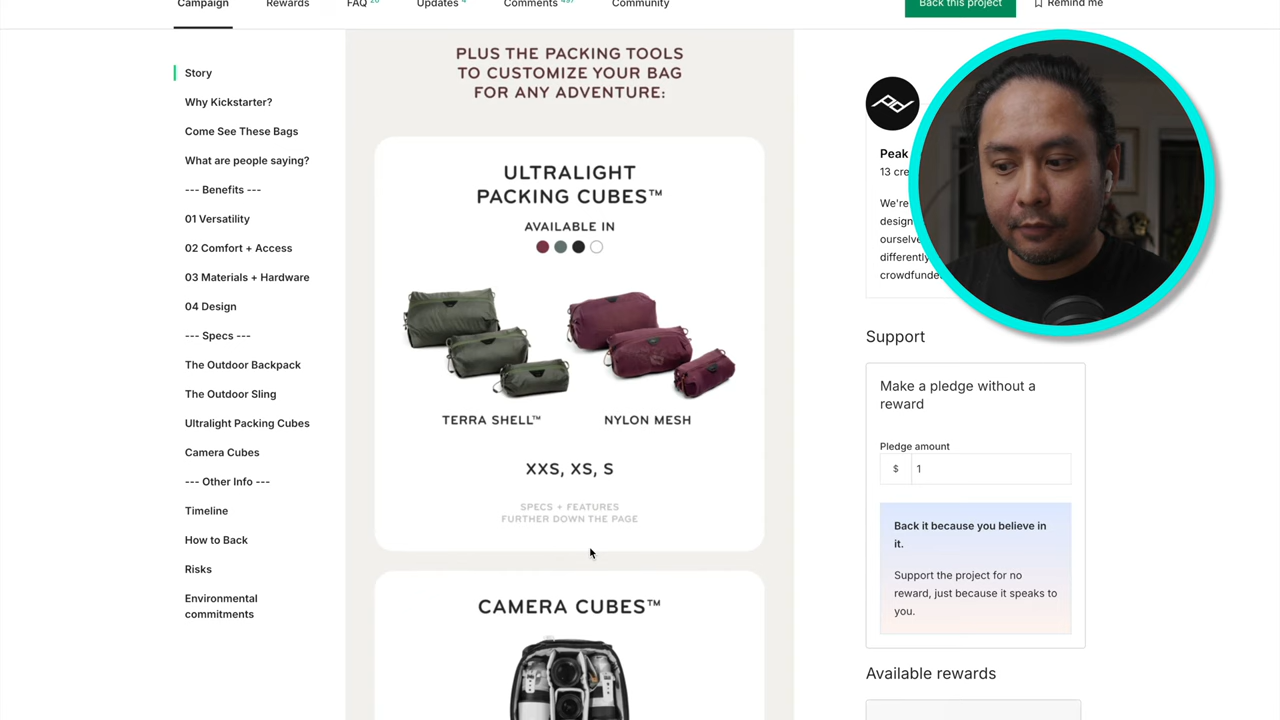 Campaign
Rewards
FAQ
Updates 4
Comments
Community
Back this project
Remind me
Story
Why Kickstarter?
Come See These Bags
What are people saying?
--- Benefits ---
01 Versatility
02 Comfort + Access
03 Materials + Hardware
04 Design
--- Specs ---
The Outdoor Backpack
The Outdoor Sling
Ultralight Packing Cubes
Camera Cubes
--- Other Info ---
Timeline
How to Back
Risks
Environmental
commitments
PLUS THE PACKING TOOLS
TO CUSTOMIZE YOUR BAG
FOR ANY ADVENTURE:
ULTRALIGHT
PACKING CUBES™
AVAILABLE IN
TERRA SHELL™
NYLON MESH
XXS, XS, S
SPECS + FEATURES
FURTHER DOWN THE PAGE
CAMERA CUBES™
Peak
13
We're
Support
Make a pledge without a
reward
Pledge amount
$ 1
Back it because you believe in
it.
Support the project for no
reward, just because it speaks to
you.
Available rewards